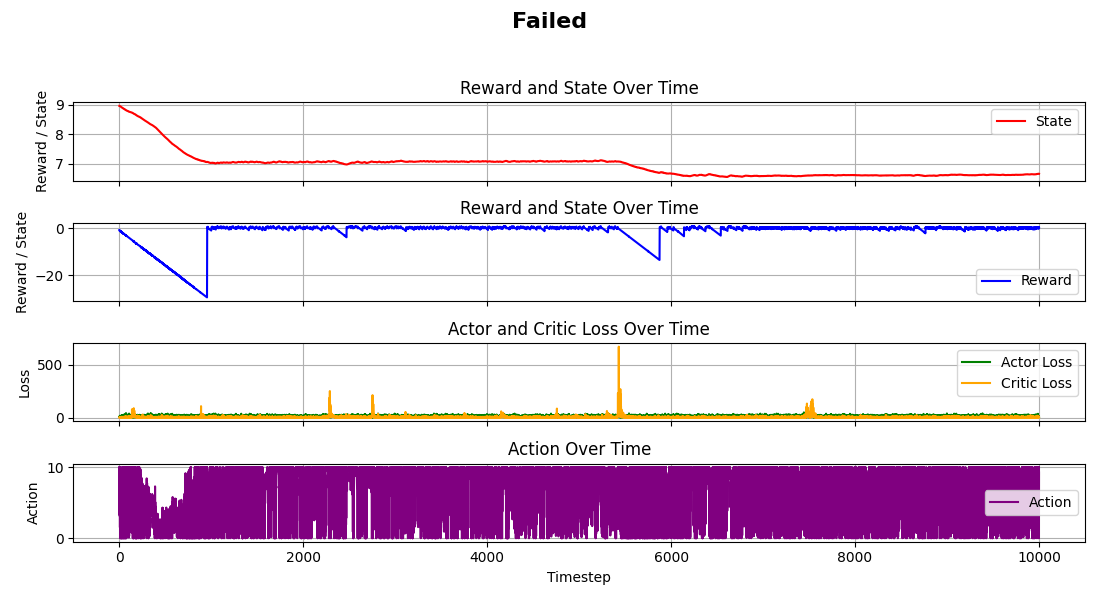 Failed
Reward and State Over Time
Reward / State
9
8
7
State
Reward and State Over Time
Reward / State
0
−20
Reward
Actor and Critic Loss Over Time
Loss
500
0
Actor Loss
Critic Loss
Action Over Time
Action
10
0
Action
0 2000 4000 6000 8000 10000
Timestep